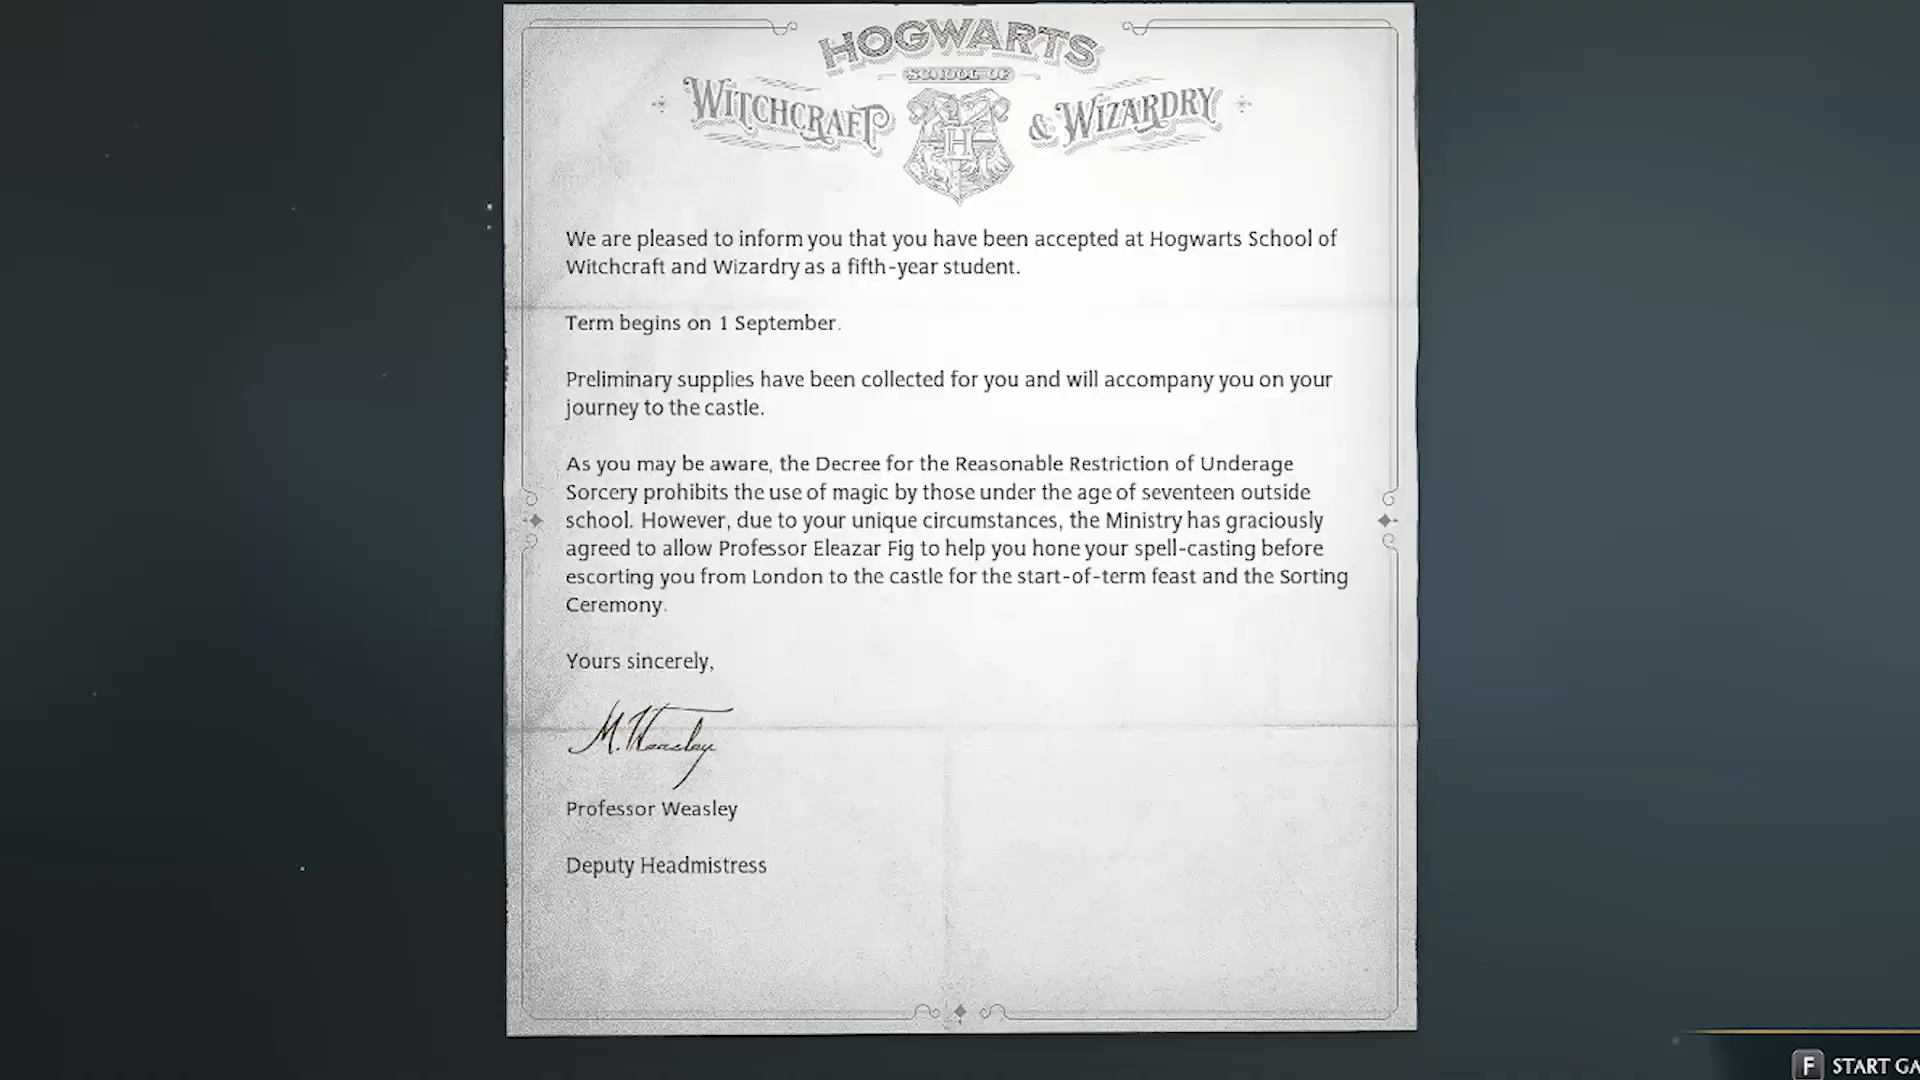 HOGWARTS
SCHOOL OF
WITCHCRAFT & WIZARDRY
H
We are pleased to inform you that you have been accepted at Hogwarts School of
Witchcraft and Wizardry as a fifth-year student.
Term begins on 1 September.
Preliminary supplies have been collected for you and will accompany you on your
journey to the castle.
As you may be aware, the Decree for the Reasonable Restriction of Underage
Sorcery prohibits the use of magic by those under the age of seventeen outside
school. However, due to your unique circumstances, the Ministry has graciously
agreed to allow Professor Eleazar Fig to help you hone your spell-casting before
escorting you from London to the castle for the start-of-term feast and the Sorting
Ceremony.
Yours sincerely,
M. Weasley
Professor Weasley
Deputy Headmistress
F START GA